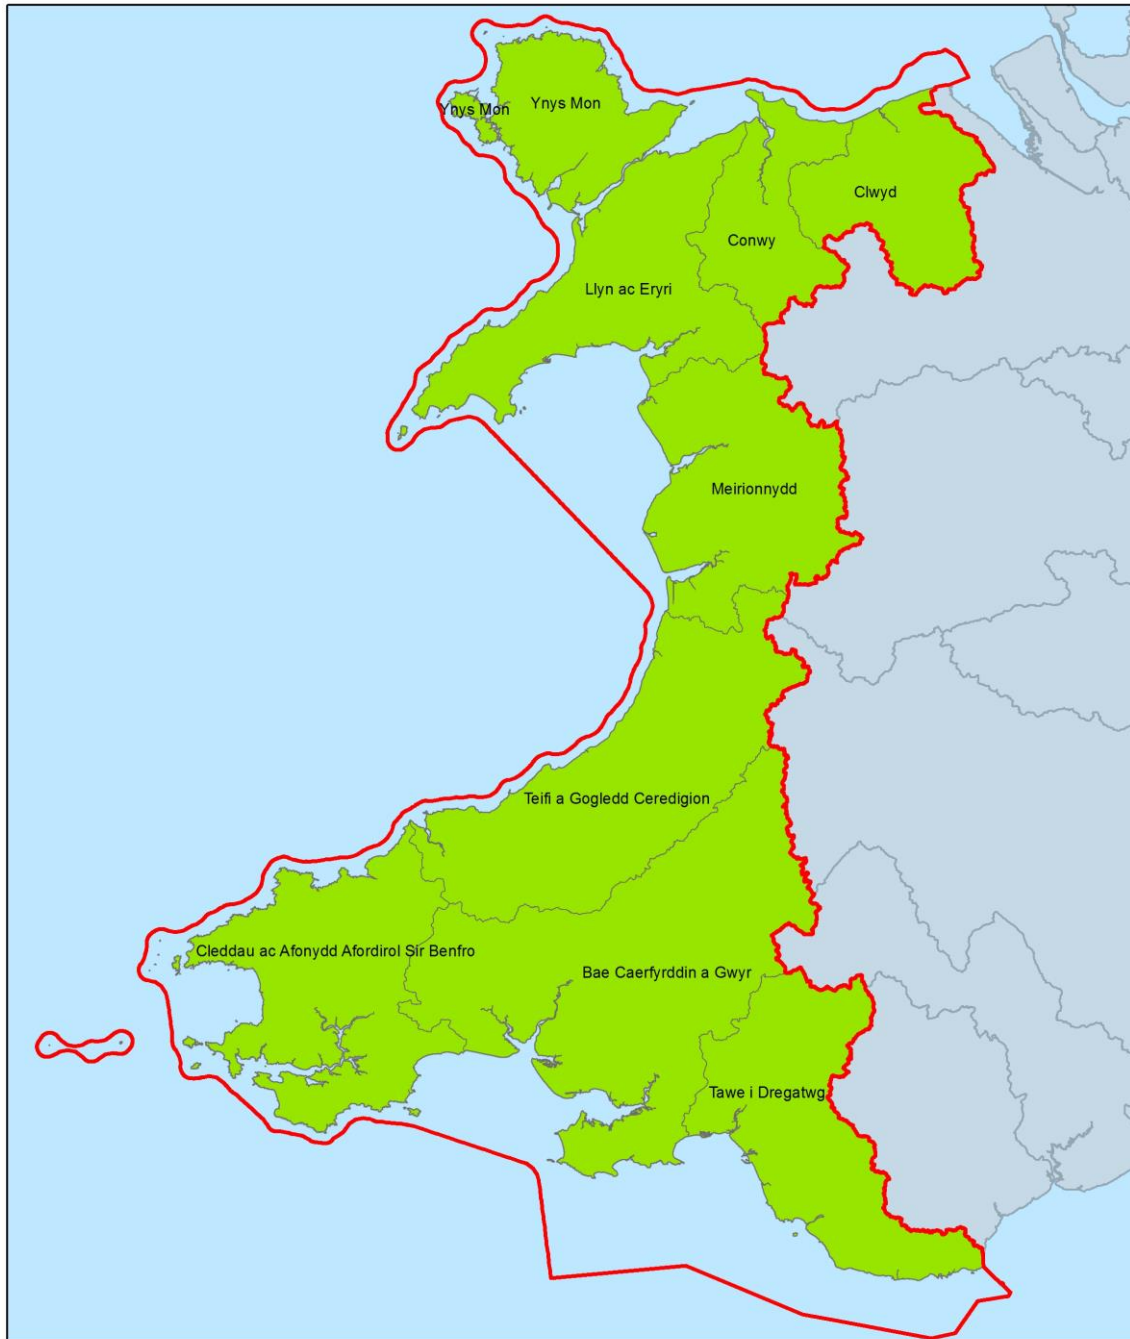 Ynys Mon
Ynys Mon
Clwyd
Conwy
Llyn ac Eryri
Meirionnydd
Teifi a Gogledd Ceredigion
Cleddau ac Afonydd Afordirol Sir Benfro
Bae Caerfyrddin a Gwyr
Tawe i Dregatwg